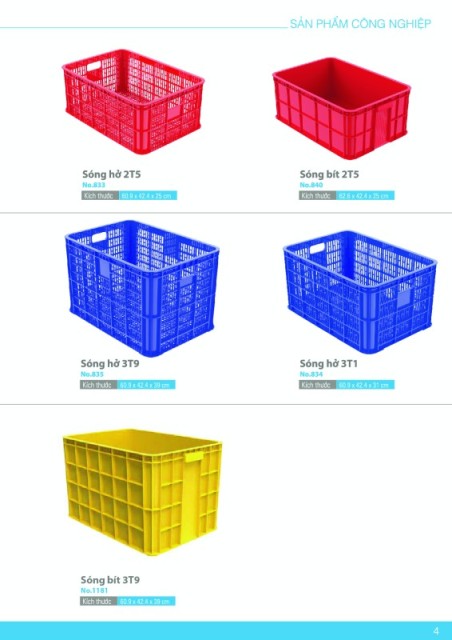 SẢN PHẨM CÔNG NGHIỆP
Sóng hở 2T5
No.833
Kích thước 60.8 x 42.4 x 25 cm
Sóng bít 2T5
No.840
Kích thước 62.8 x 42.4 x 25 cm
Sóng hở 3T9
No.835
Kích thước 60.9 x 42.4 x 39 cm
Sóng hở 3T1
No.834
Kích thước 60.9 x 42.4 x 31 cm
Sóng bít 3T9
No.1181
Kích thước 60.9 x 42.4 x 39 cm
4